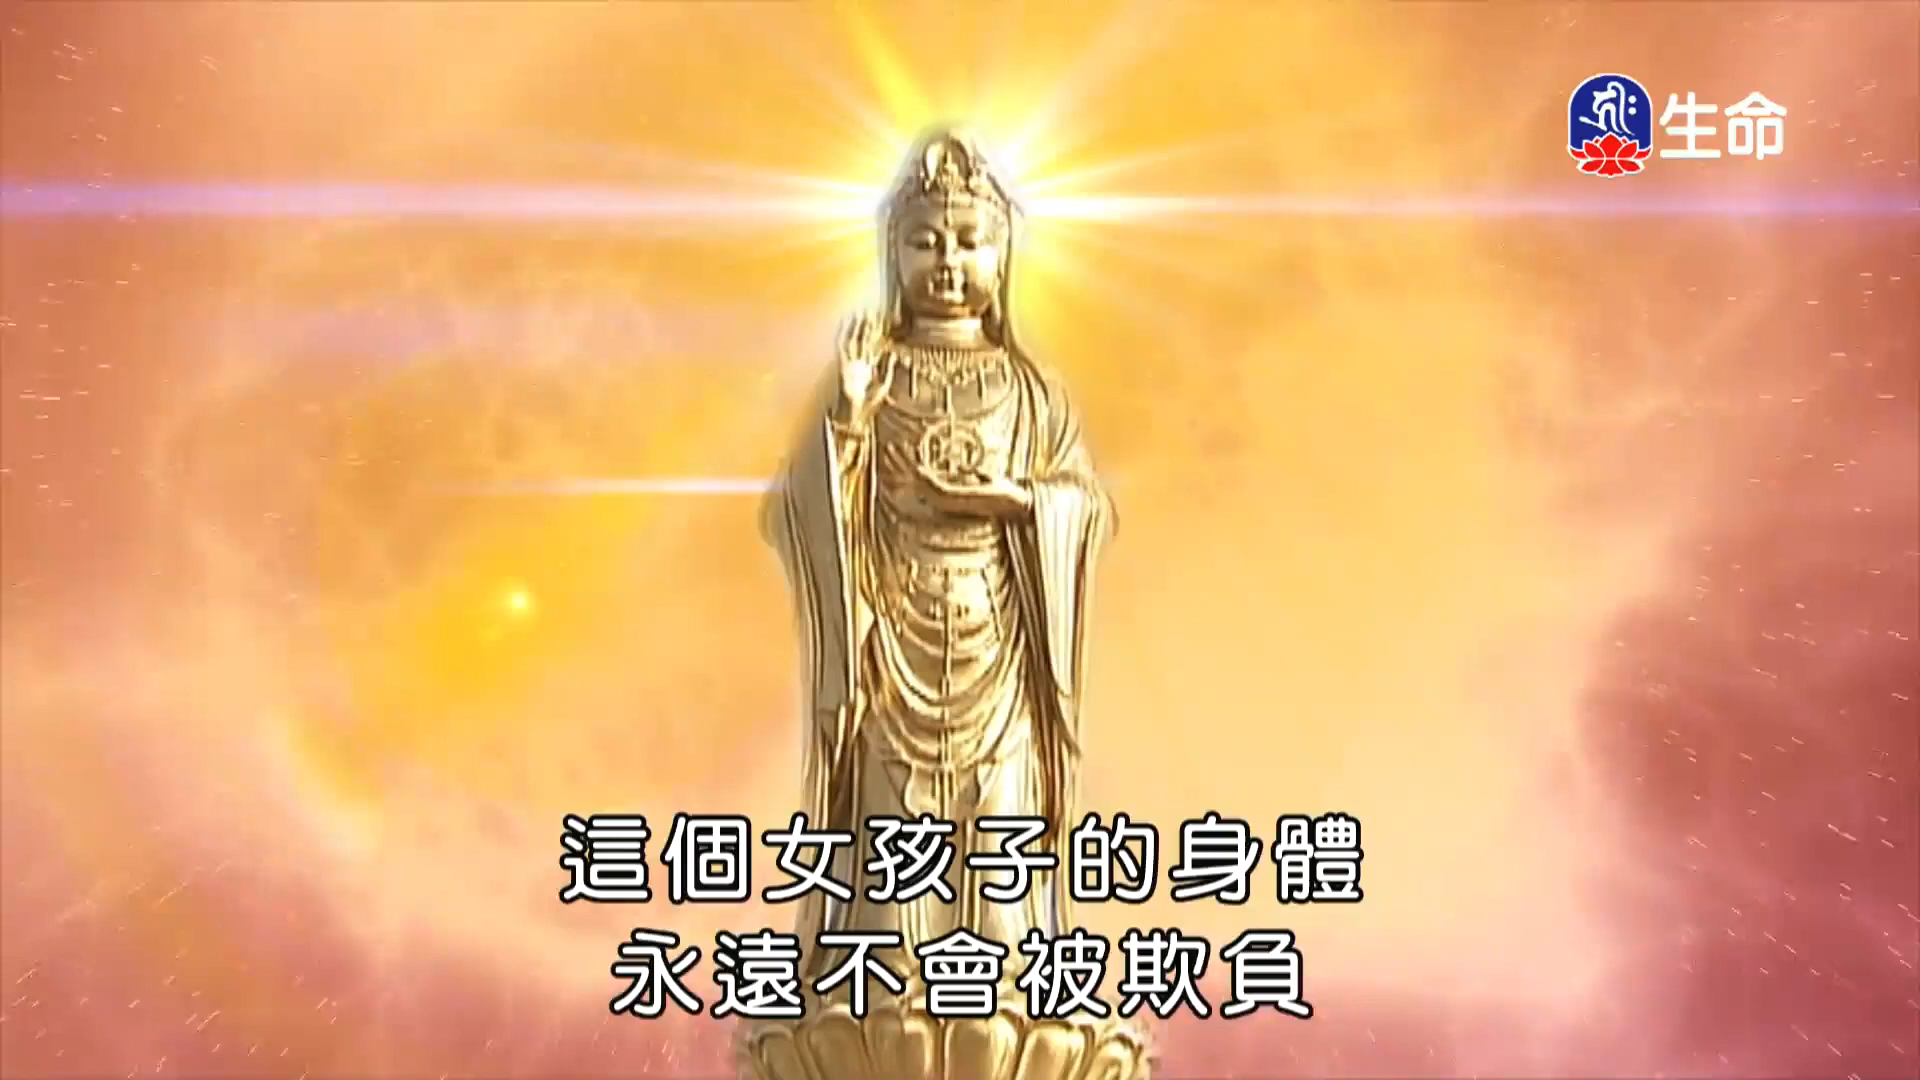 生命
這個女孩子的身體
永遠不會被欺負